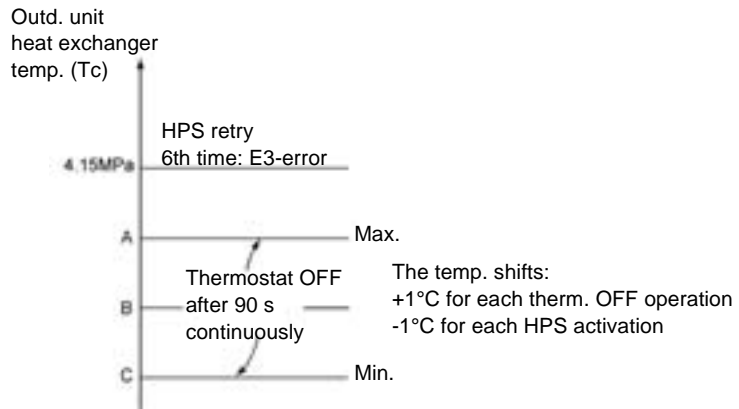 Outd. unit
heat exchanger
temp. (Tc)
HPS retry
6th time: E3-error
4.15MPa
A
Max.
Thermostat OFF
after 90 s
continuously
The temp. shifts:
+1°C for each therm. OFF operation
-1°C for each HPS activation
B
C
Min.